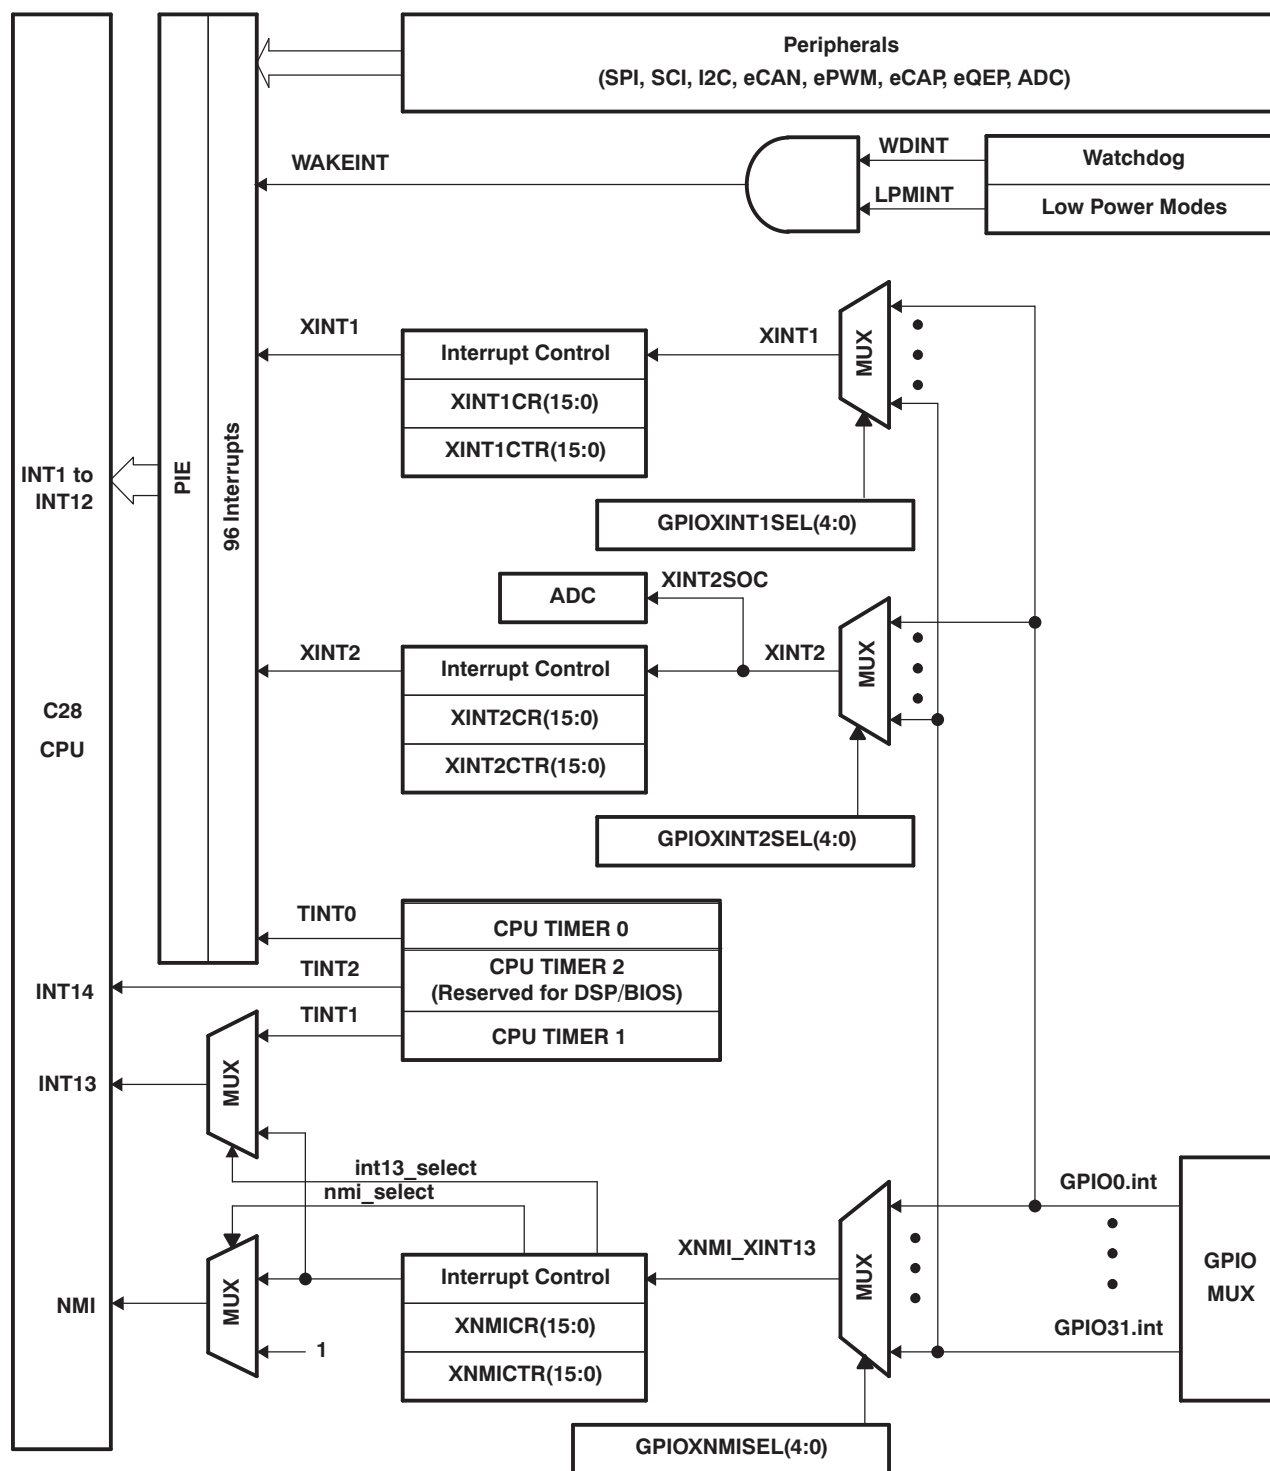 Peripherals
(SPI, SCI, I2C, eCAN, ePWM, eCAP, eQEP, ADC)
WDINT
Watchdog
WAKEINT
LPMINT
Low Power Modes
XINT1
Interrupt Control
XINT1
MUX
XINT1CR(15:0)
XINT1CTR(15:0)
INT1 to
INT12
PIE
96 Interrupts
GPIOXINT1SEL(4:0)
ADC
XINT2SOC
XINT2
Interrupt Control
XINT2
MUX
XINT2CR(15:0)
XINT2CTR(15:0)
C28
CPU
GPIOXINT2SEL(4:0)
TINT0
CPU TIMER 0
TINT2
CPU TIMER 2
(Reserved for DSP/BIOS)
INT14
TINT1
CPU TIMER 1
INT13
MUX
int13_select
nmi_select
GPIO0.int
XNMI_XINT13
MUX
Interrupt Control
GPIO
MUX
NMI
MUX
XNMICR(15:0)
GPIO31.int
1
XNMICTR(15:0)
GPIOXNMISEL(4:0)